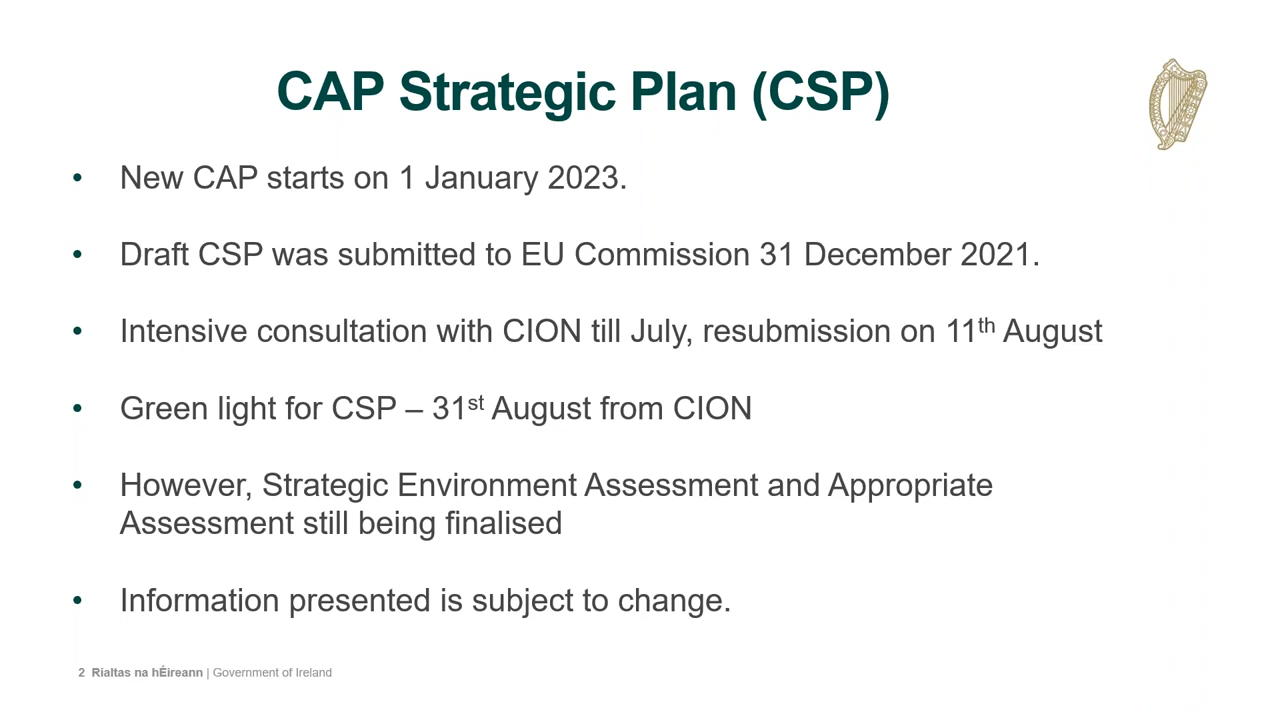 CAP Strategic Plan (CSP)
• New CAP starts on 1 January 2023.
• Draft CSP was submitted to EU Commission 31 December 2021.
• Intensive consultation with CION till July, resubmission on 11th August
• Green light for CSP – 31st August from CION
• However, Strategic Environment Assessment and Appropriate
Assessment still being finalised
• Information presented is subject to change.
2 Rialtas na hÉireann | Government of Ireland